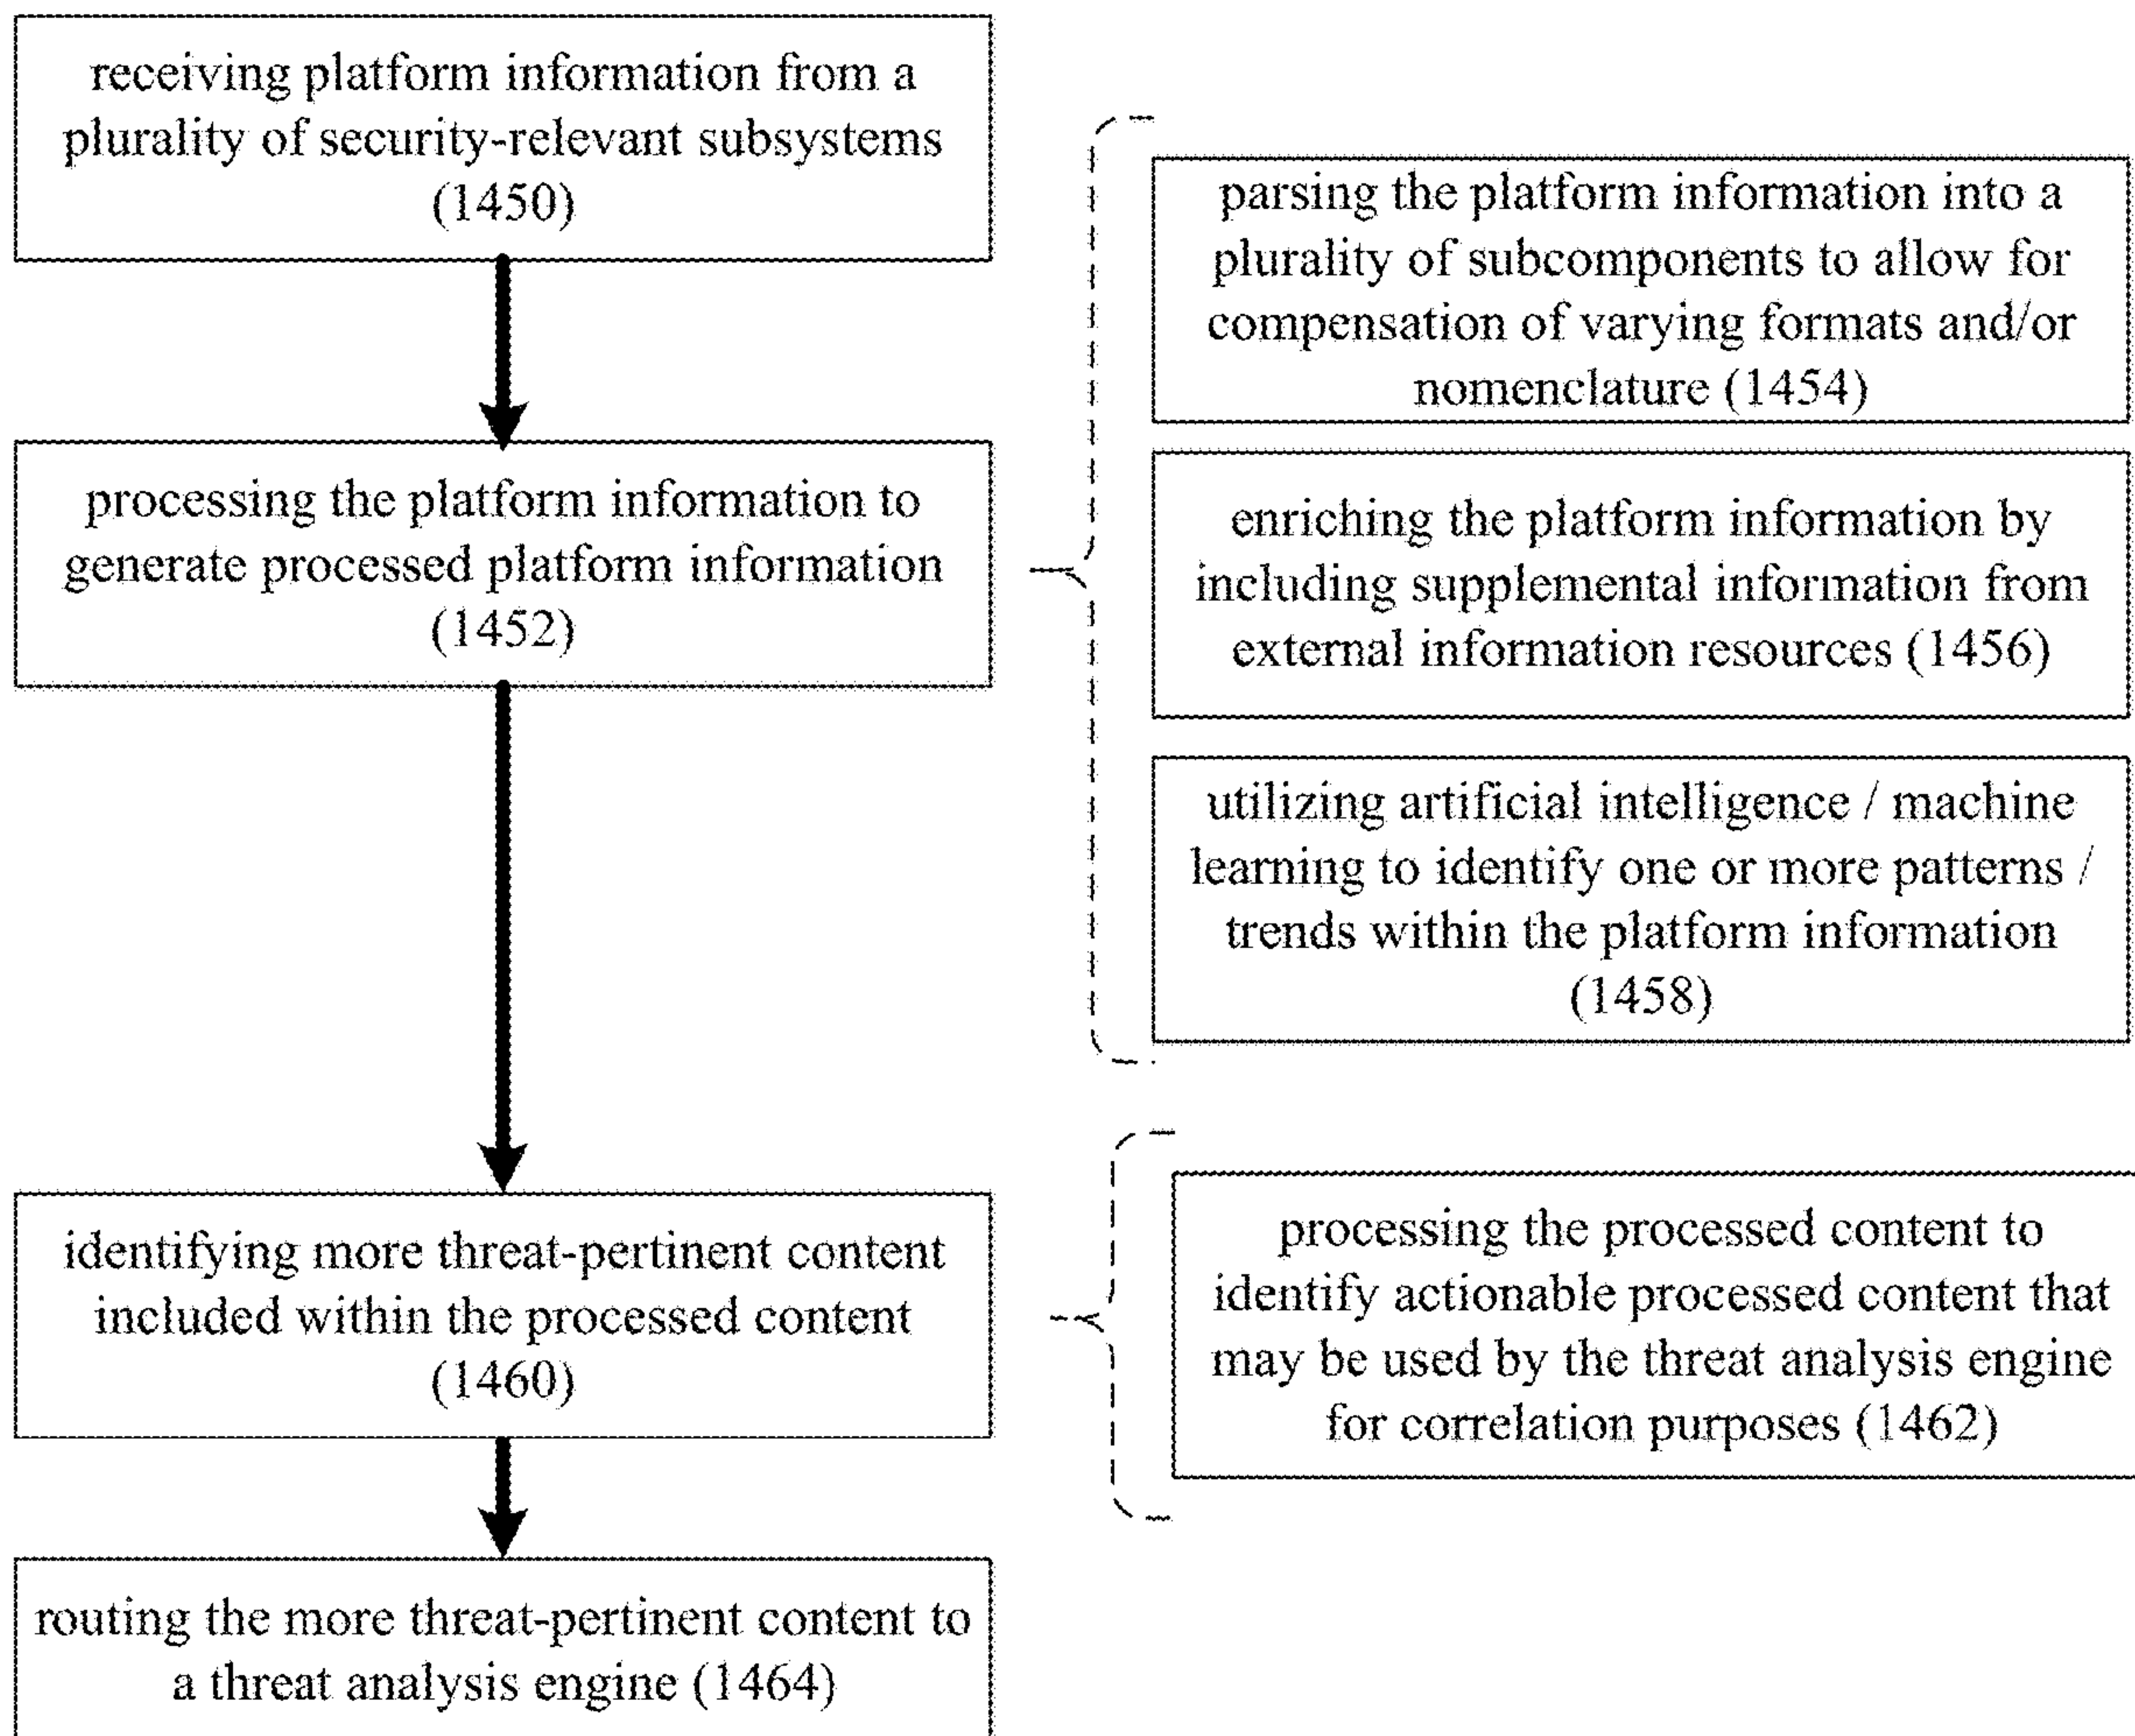 receiving platform information from a
plurality of security-relevant subsystems
(1450)
processing the platform information to
generate processed platform information
(1452)
parsing the platform information into a
plurality of subcomponents to allow for
compensation of varying formats and/or
nomenclature (1454)
enriching the platform information by
including supplemental information from
external information resources (1456)
utilizing artificial intelligence / machine
learning to identify one or more patterns /
trends within the platform information
(1458)
identifying more threat-pertinent content
included within the processed content
(1460)
processing the processed content to
identify actionable processed content that
may be used by the threat analysis engine
for correlation purposes (1462)
routing the more threat-pertinent content to
a threat analysis engine (1464)